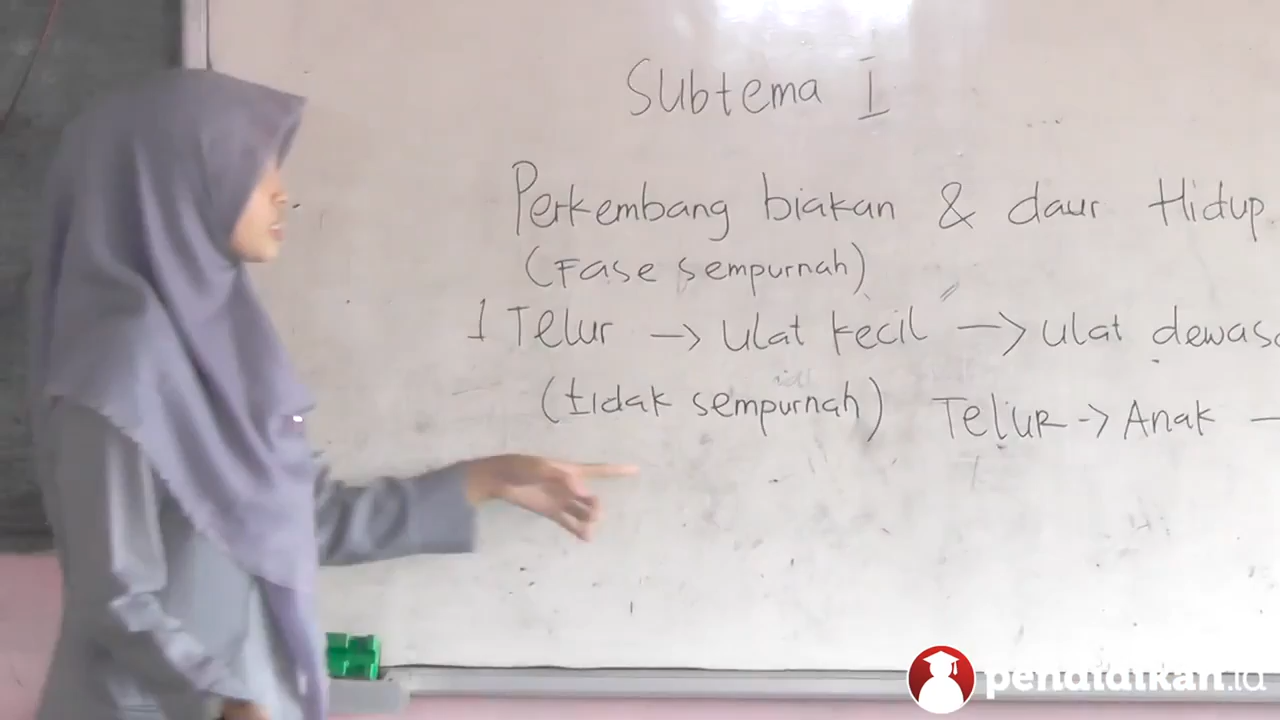 Subtema I
Perkembang biakan & daur Hidup.
(Fase sempurnah)
1 Telur → Ulat kecil → Ulat dewasa
(tidak sempurnah) Telur → Anak –
pendidikan.id